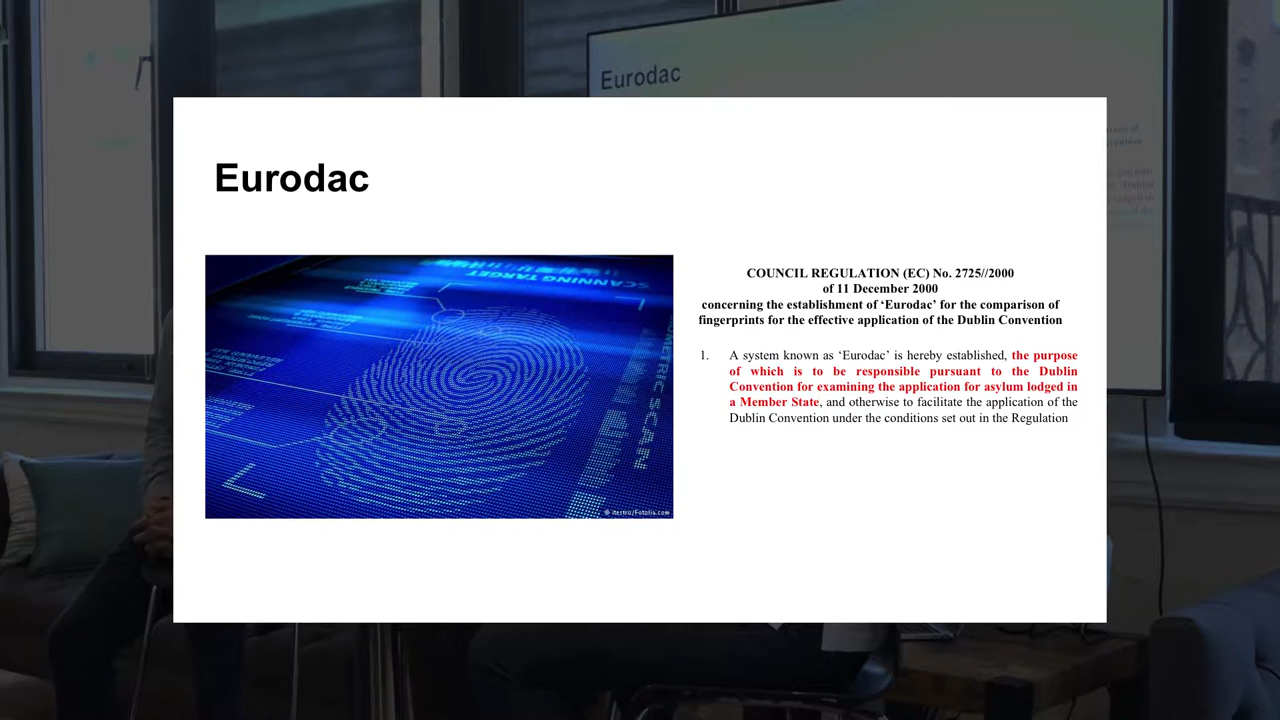 Eurodac
Eurodac
SCANNING TARGET
COUNCIL REGULATION (EC) No. 2725//2000
of 11 December 2000
concerning the establishment of ‘Eurodac’ for the comparison of
fingerprints for the effective application of the Dublin Convention
1. A system known as ‘Eurodac’ is hereby established, the purpose
of which is to be responsible pursuant to the Dublin
Convention for examining the application for asylum lodged in
a Member State, and otherwise to facilitate the application of the
Dublin Convention under the conditions set out in the Regulation
© itestro/Fotolia.com